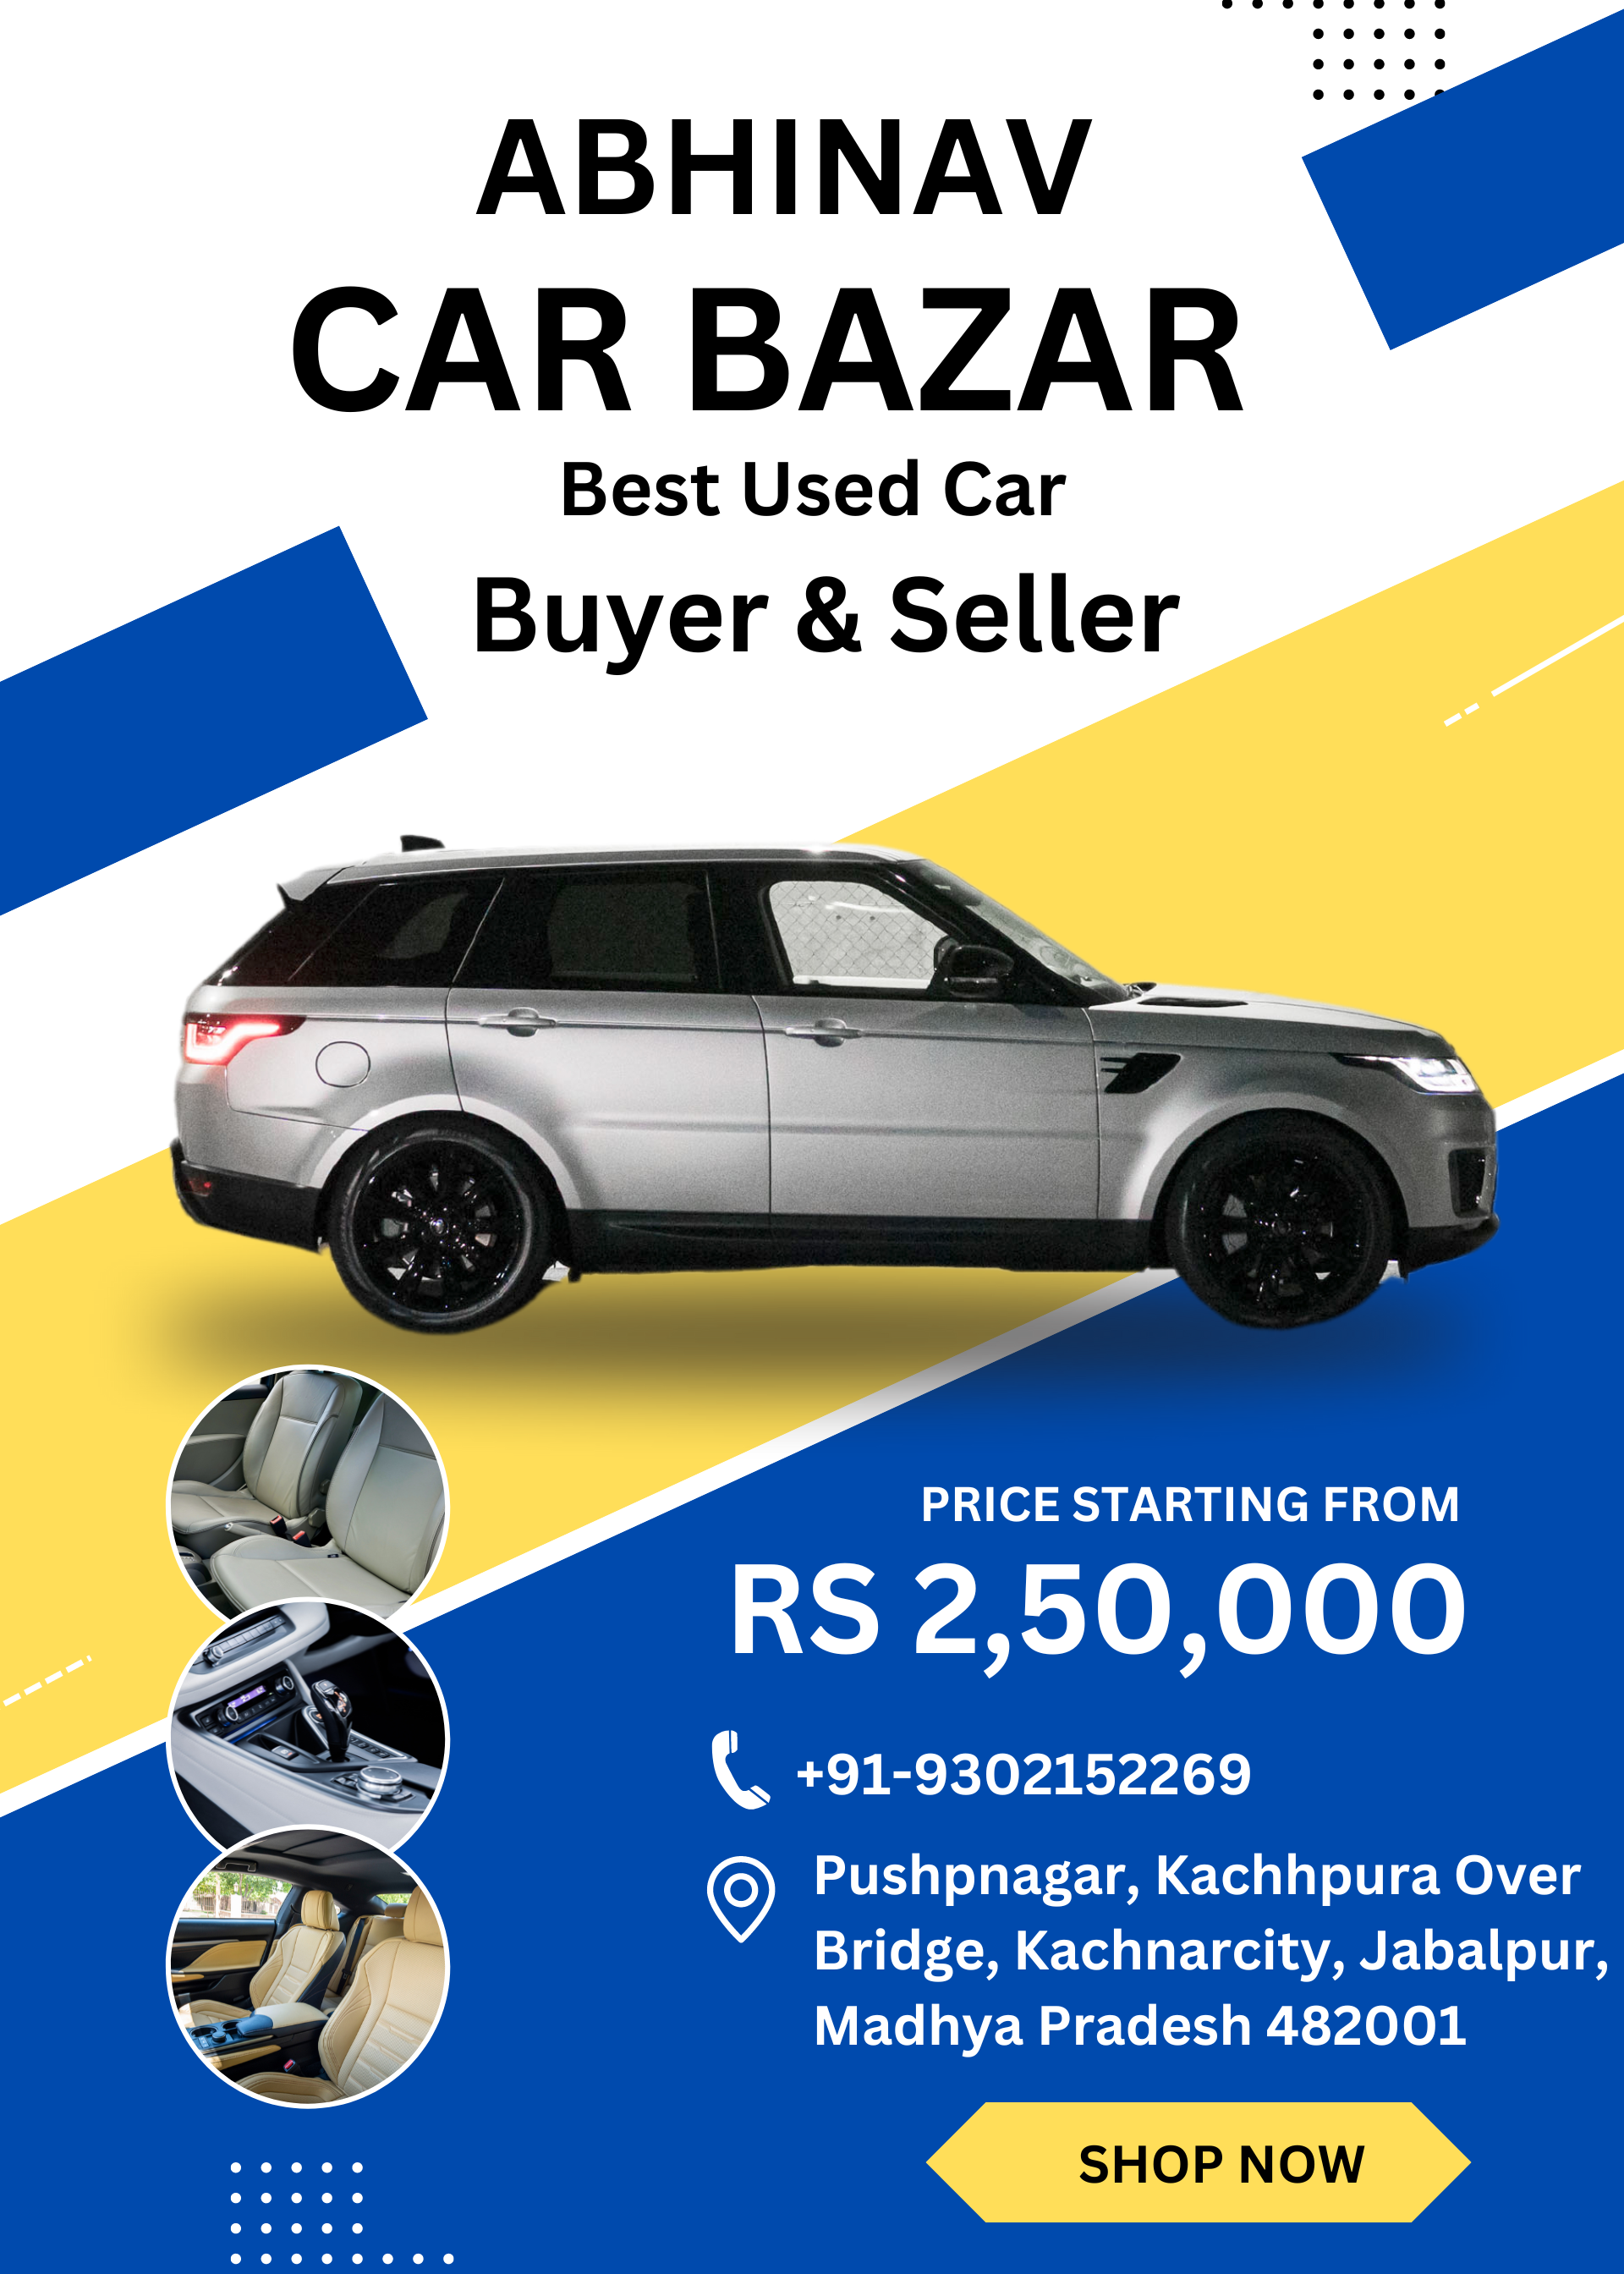 ABHINAV
CAR BAZAR
Best Used Car
Buyer & Seller
PRICE STARTING FROM
RS 2,50,000
+91-9302152269
Pushpnagar, Kachhpura Over
Bridge, Kachnarcity, Jabalpur,
Madhya Pradesh 482001
SHOP NOW